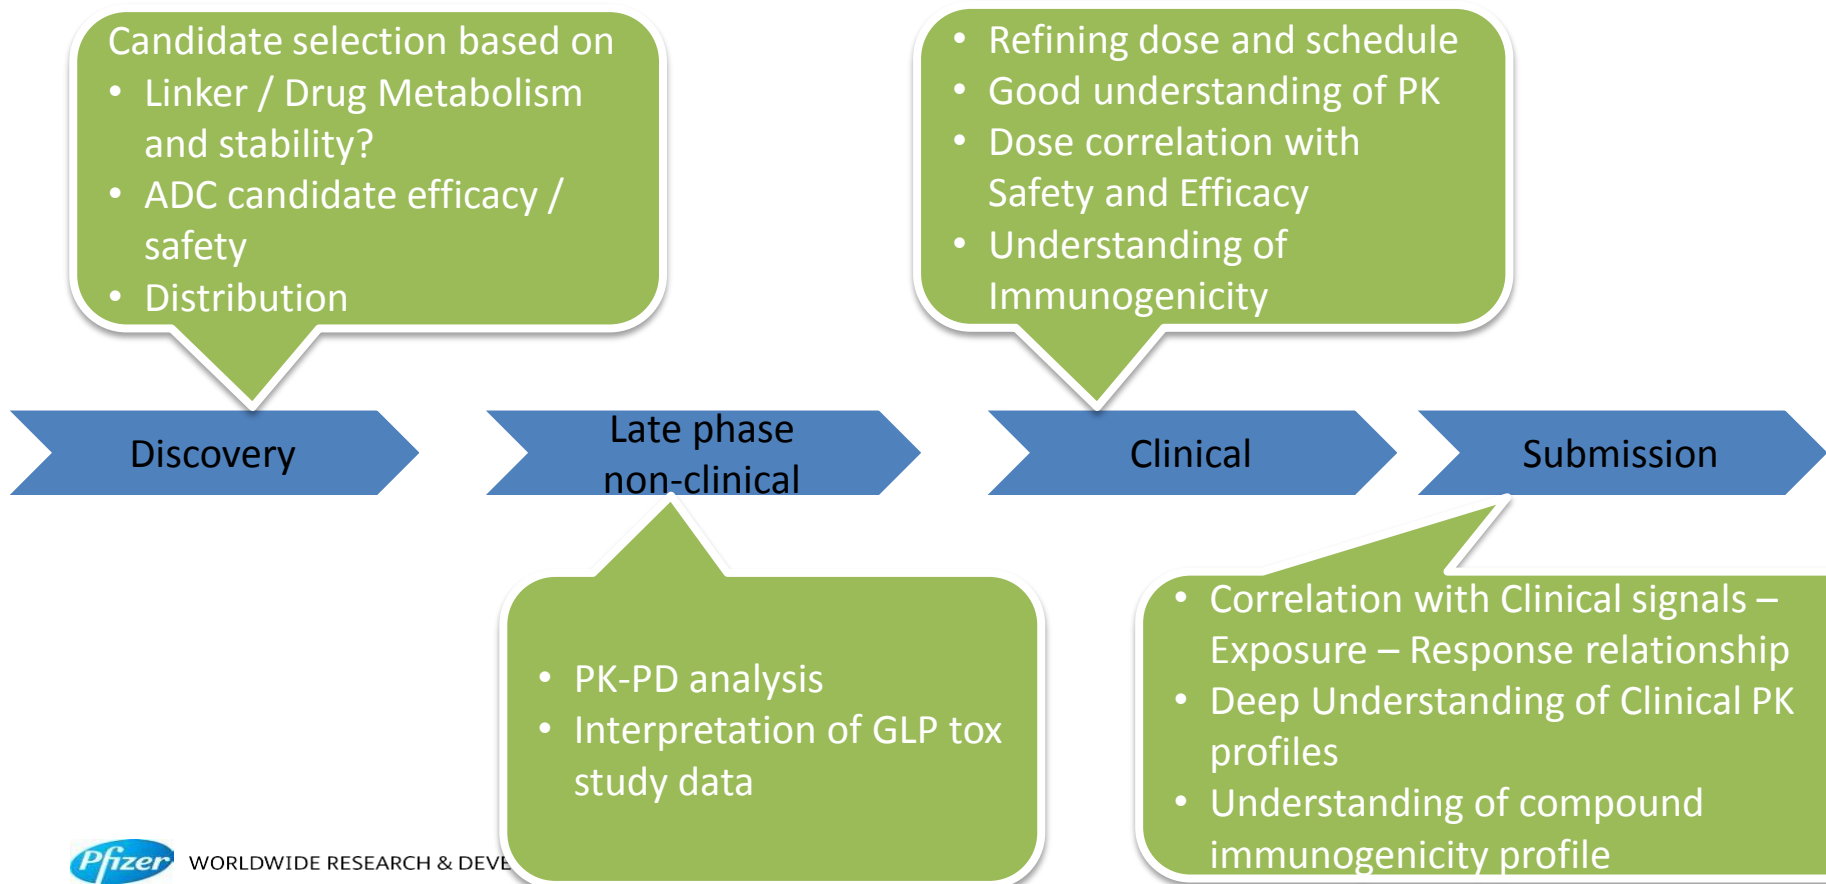 Candidate selection based on
• Linker / Drug Metabolism
and stability?
• ADC candidate efficacy /
safety
• Distribution
• Refining dose and schedule
• Good understanding of PK
• Dose correlation with
Safety and Efficacy
• Understanding of
Immunogenicity
Discovery
Late phase
non-clinical
Clinical
Submission
• PK-PD analysis
• Interpretation of GLP tox
study data
• Correlation with Clinical signals –
Exposure – Response relationship
• Deep Understanding of Clinical PK
profiles
• Understanding of compound
immunogenicity profile
Pfizer WORLDWIDE RESEARCH & DEVE